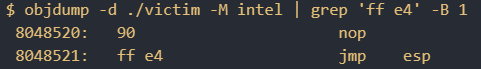 $ objdump -d ./victim -M intel | grep 'ff e4' -B 1
8048520: 90 nop
8048521: ff e4 jmp esp